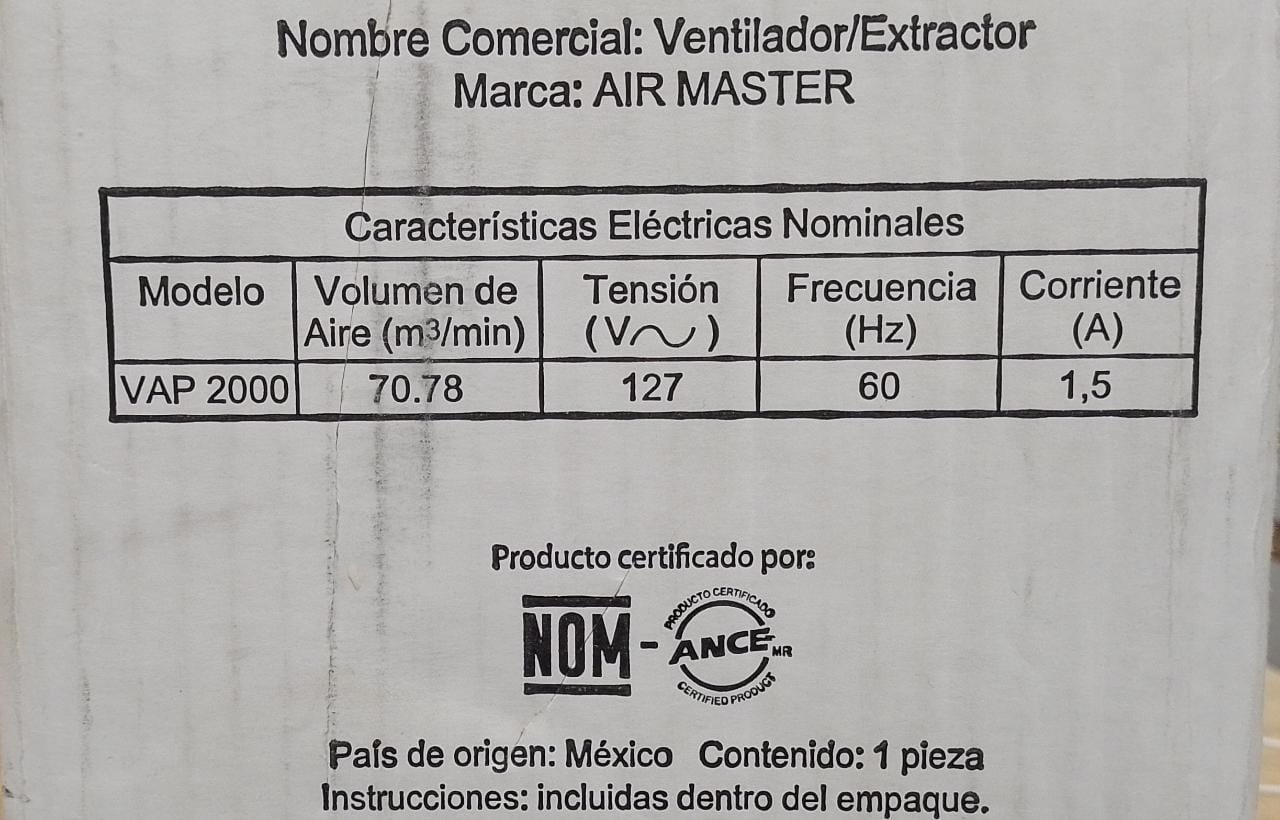 Nombre Comercial: Ventilador/Extractor
Marca: AIR MASTER
Características Eléctricas Nominales
Modelo Volumen de Aire (m3/min) Tensión (V~) Frecuencia (Hz) Corriente (A)
VAP 2000 70.78 127 60 1,5
Producto certificado por:
NOM - PRODUCTO CERTIFICADO ANCE MR CERTIFIED PRODUCT
País de origen: México Contenido: 1 pieza
Instrucciones: incluidas dentro del empaque.